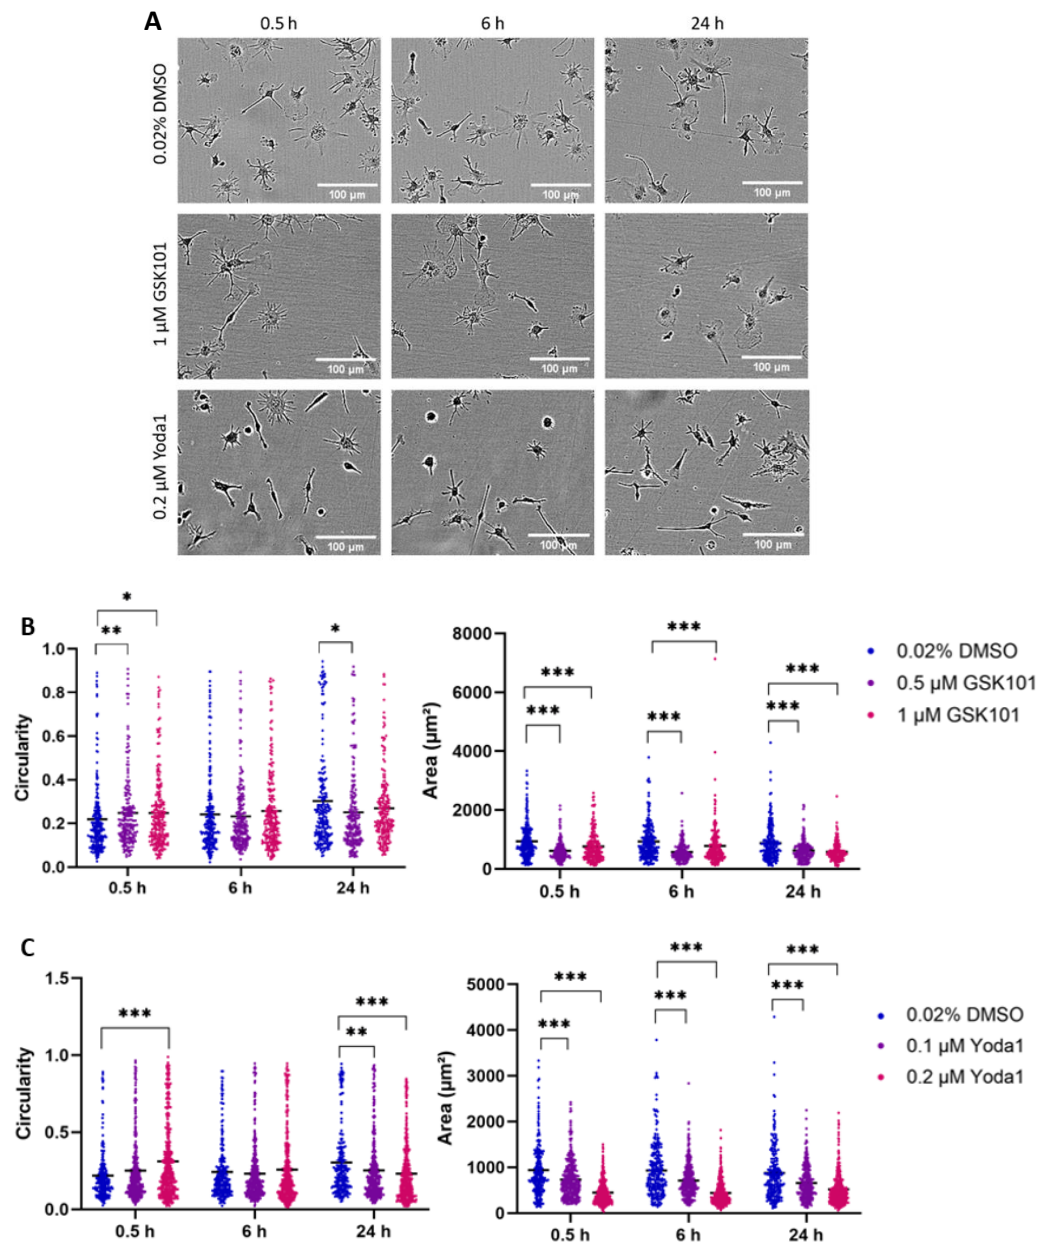 A
0.5 h 6 h 24 h
0.02% DMSO
100 µm 100 µm 100 µm
1 µM GSK101
100 µm 100 µm 100 µm
0.2 µM Yoda1
100 µm 100 µm 100 µm
B
Circularity
1.0
0.8
0.6
0.4
0.2
0.0
** * *
0.5 h 6 h 24 h
Area (µm²)
8000
6000
4000
2000
0
*** *** *** *** *** ***
0.5 h 6 h 24 h
0.02% DMSO
0.5 µM GSK101
1 µM GSK101
C
Circularity
1.5
1.0
0.5
0.0
*** ** ***
0.5 h 6 h 24 h
Area (µm²)
5000
4000
3000
2000
1000
0
*** *** *** *** *** ***
0.5 h 6 h 24 h
0.02% DMSO
0.1 µM Yoda1
0.2 µM Yoda1